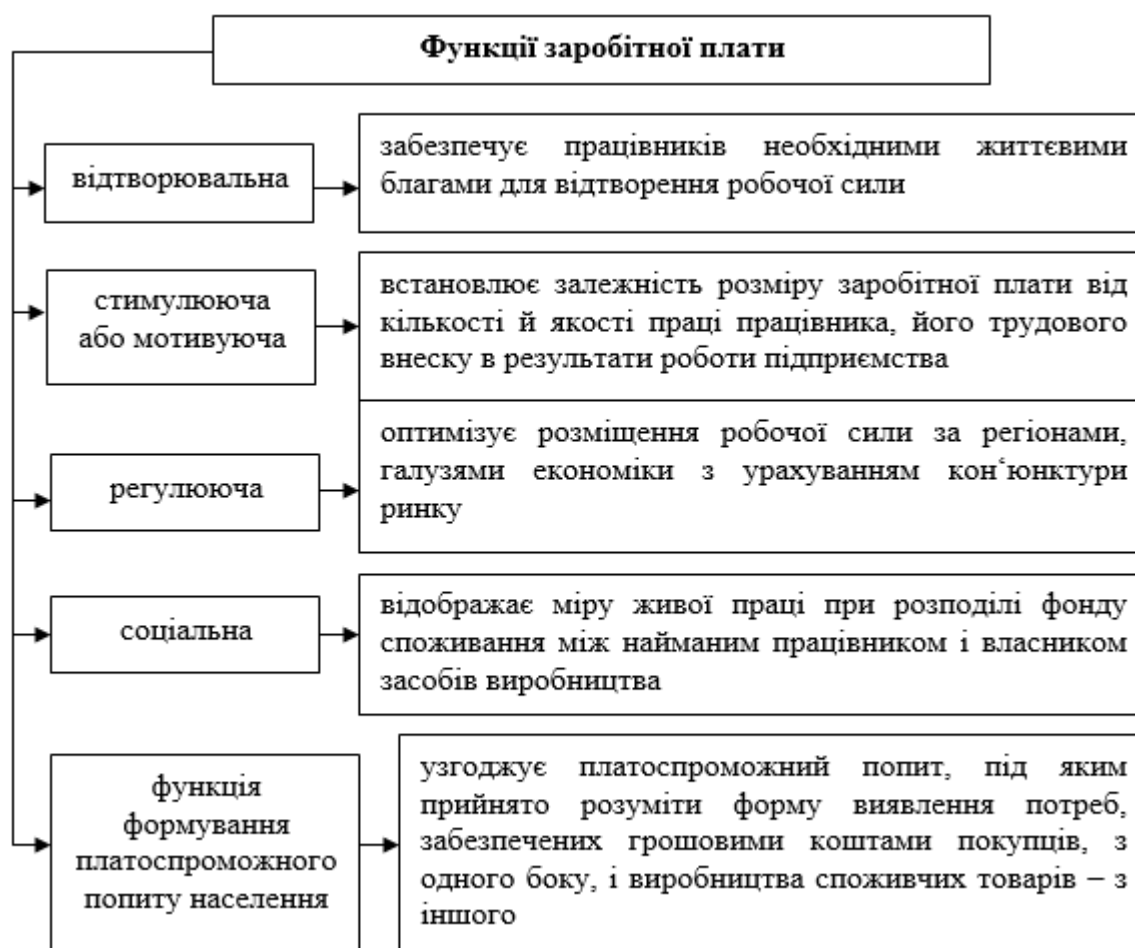 Функції заробітної плати
відтворювальна
забезпечує працівників необхідними життєвими
благами для відтворення робочої сили
стимулююча
або мотивуюча
встановлює залежність розміру заробітної плати від
кількості й якості праці працівника, його трудового
внеску в результати роботи підприємства
регулююча
оптимізує розміщення робочої сили за регіонами,
галузями економіки з урахуванням кон‘юнктури
ринку
соціальна
відображає міру живої праці при розподілі фонду
споживання між найманим працівником і власником
засобів виробництва
функція
формування
платоспроможного
попиту населення
узгоджує платоспроможний попит, під яким
прийнято розуміти форму виявлення потреб,
забезпечених грошовими коштами покупців, з
одного боку, і виробництва споживчих товарів – з
іншого